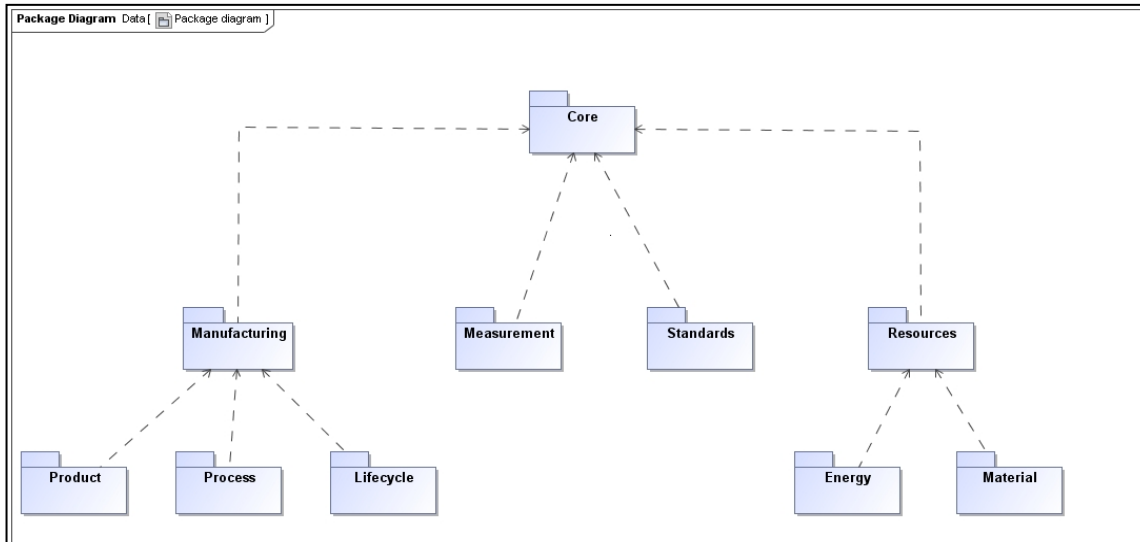 Package Diagram Data [ Package diagram ]
Core
Manufacturing
Measurement
Standards
Resources
Product
Process
Lifecycle
Energy
Material